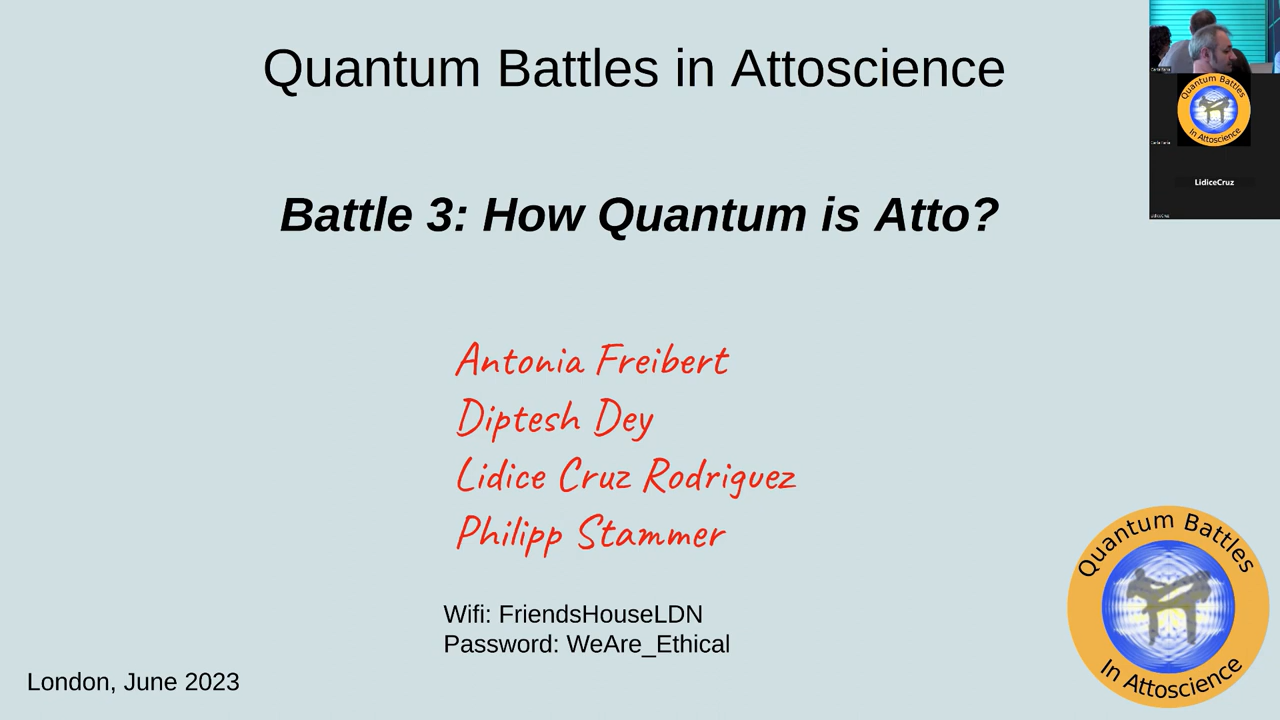 Quantum Battles in Attoscience
Battle 3: How Quantum is Atto?
Antonia Freibert
Diptesh Dey
Lidice Cruz Rodriguez
Philipp Stammer
Wifi: FriendsHouseLDN
Password: WeAre_Ethical
London, June 2023
Quantum Battles
In Attoscience
Quantum Battles
In Attoscience
LidiceCruz